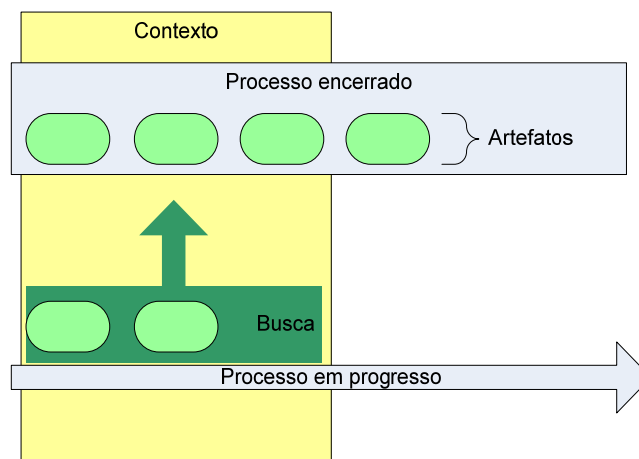 Contexto
Processo encerrado
Artefatos
Busca
Processo em progresso